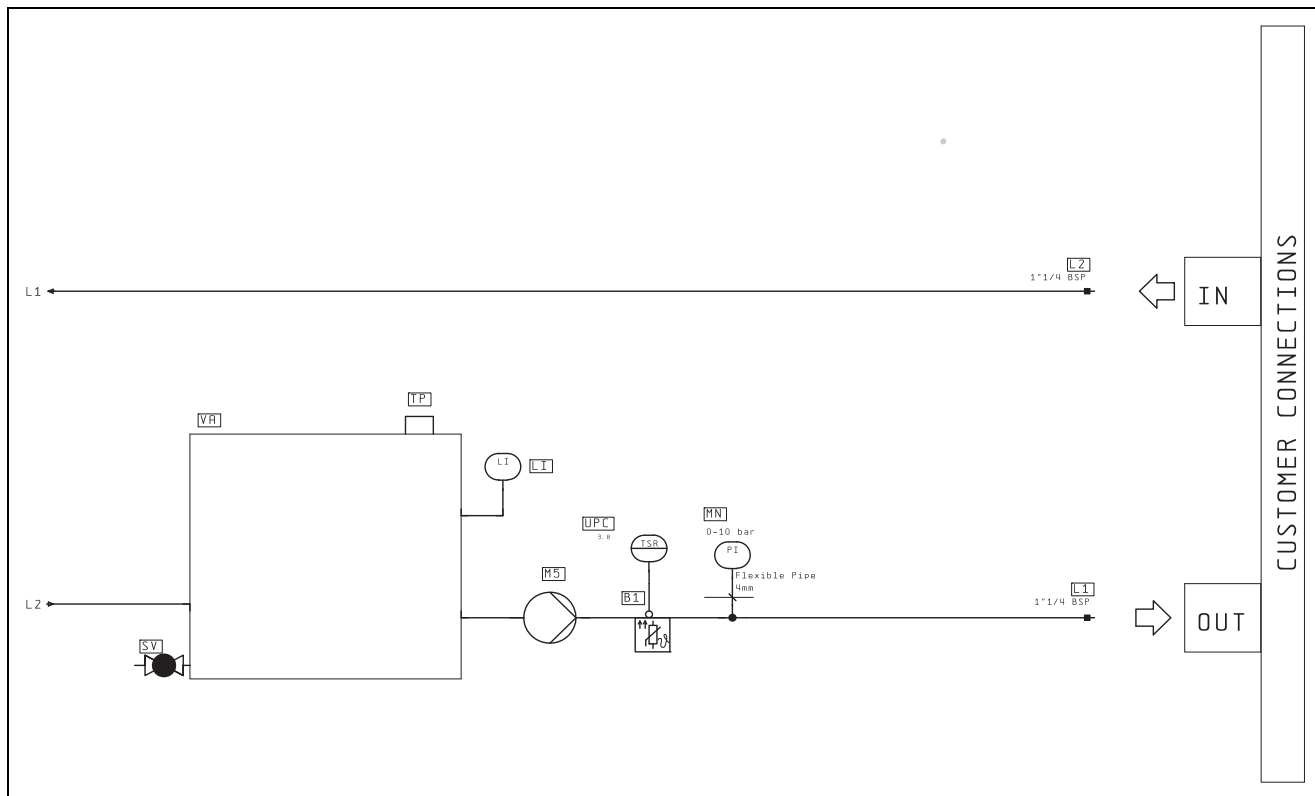 L2
1"1/4 BSP
L1
IN
CUSTOMER CONNECTIONS
TP
VA
LI
LI
MN
0-10 bar
UPC
3.8
TSR
PI
Flexible Pipe
4mm
M5
B1
L1
1"1/4 BSP
L2
OUT
SV